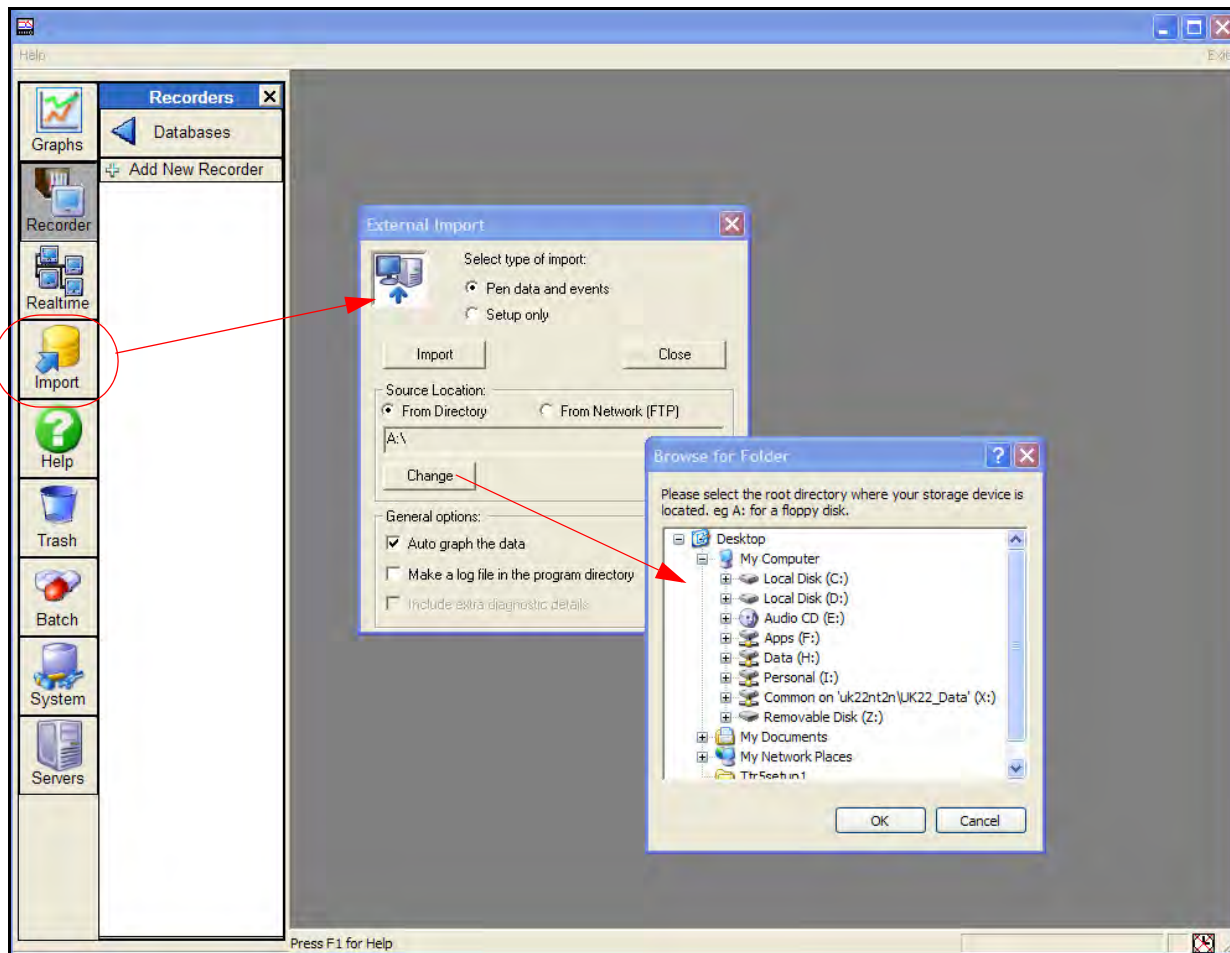 Help
Graphs
Recorder
Realtime
Import
Help
Trash
Batch
System
Servers
Recorders
Databases
Add New Recorder
External Import
Select type of import:
Pen data and events
Setup only
Import Close
Source Location:
From Directory From Network (FTP)
A:\
Change
General options:
Auto graph the data
Make a log file in the program directory
Include extra diagnostic details
Browse for Folder
Please select the root directory where your storage device is
located. eg A: for a floppy disk.
Desktop
My Computer
Local Disk (C:)
Local Disk (D:)
Audio CD (E:)
Apps (F:)
Data (H:)
Personal (I:)
Common on 'uk22nt2n\UK22_Data' (X:)
Removable Disk (Z:)
My Documents
My Network Places
Ttr5setup1
OK Cancel
Press F1 for Help